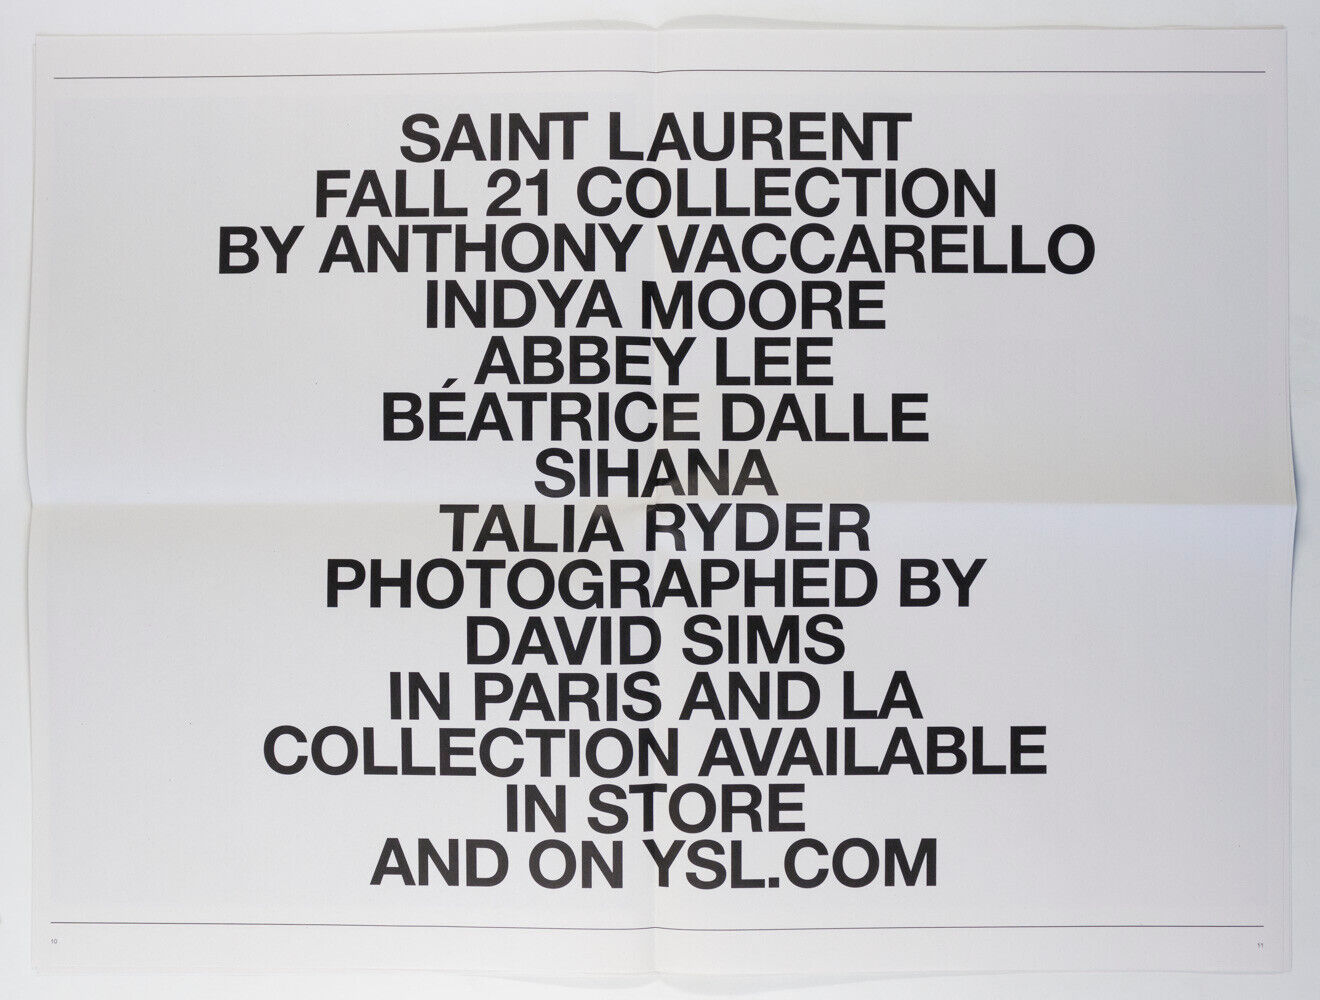 SAINT LAURENT
FALL 21 COLLECTION
BY ANTHONY VACCARELLO
INDYA MOORE
ABBEY LEE
BÉATRICE DALLE
SIHANA
TALIA RYDER
PHOTOGRAPHED BY
DAVID SIMS
IN PARIS AND LA
COLLECTION AVAILABLE
IN STORE
AND ON YSL.COM
10
11